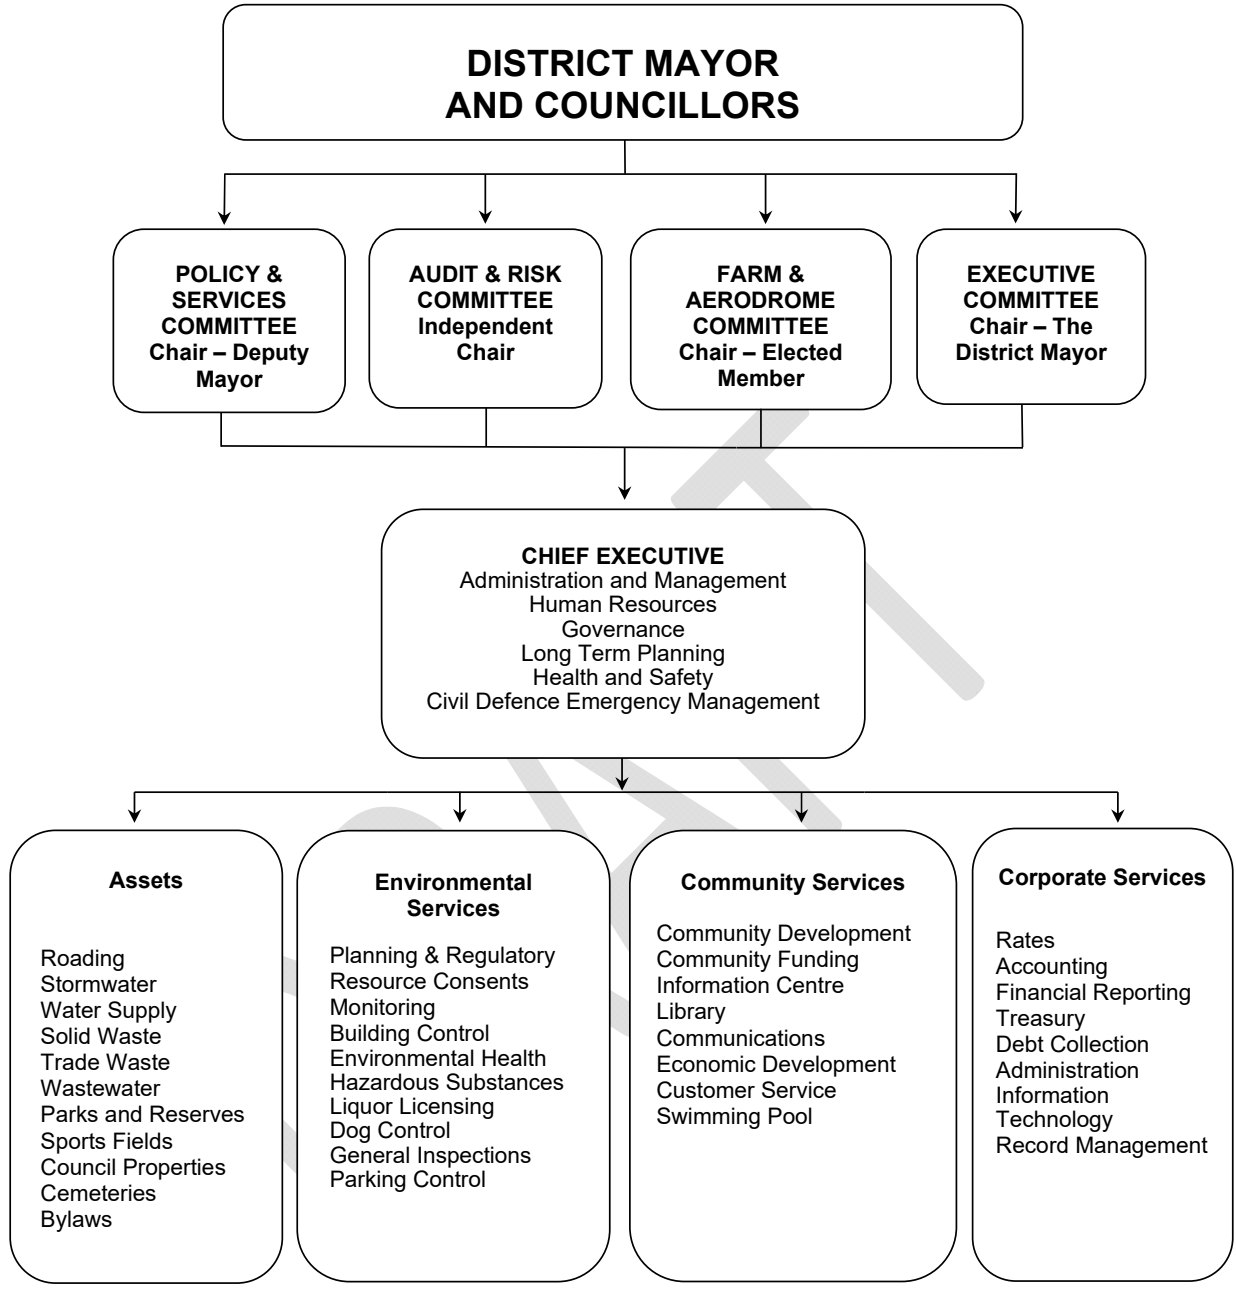 DISTRICT MAYOR
AND COUNCILLORS
POLICY &
SERVICES
COMMITTEE
Chair – Deputy
Mayor
AUDIT & RISK
COMMITTEE
Independent
Chair
FARM &
AERODROME
COMMITTEE
Chair – Elected
Member
EXECUTIVE
COMMITTEE
Chair – The
District Mayor
CHIEF EXECUTIVE
Administration and Management
Human Resources
Governance
Long Term Planning
Health and Safety
Civil Defence Emergency Management
Assets
Roading
Stormwater
Water Supply
Solid Waste
Trade Waste
Wastewater
Parks and Reserves
Sports Fields
Council Properties
Cemeteries
Bylaws
Environmental
Services
Planning & Regulatory
Resource Consents
Monitoring
Building Control
Environmental Health
Hazardous Substances
Liquor Licensing
Dog Control
General Inspections
Parking Control
Community Services
Community Development
Community Funding
Information Centre
Library
Communications
Economic Development
Customer Service
Swimming Pool
Corporate Services
Rates
Accounting
Financial Reporting
Treasury
Debt Collection
Administration
Information
Technology
Record Management
DRAFT